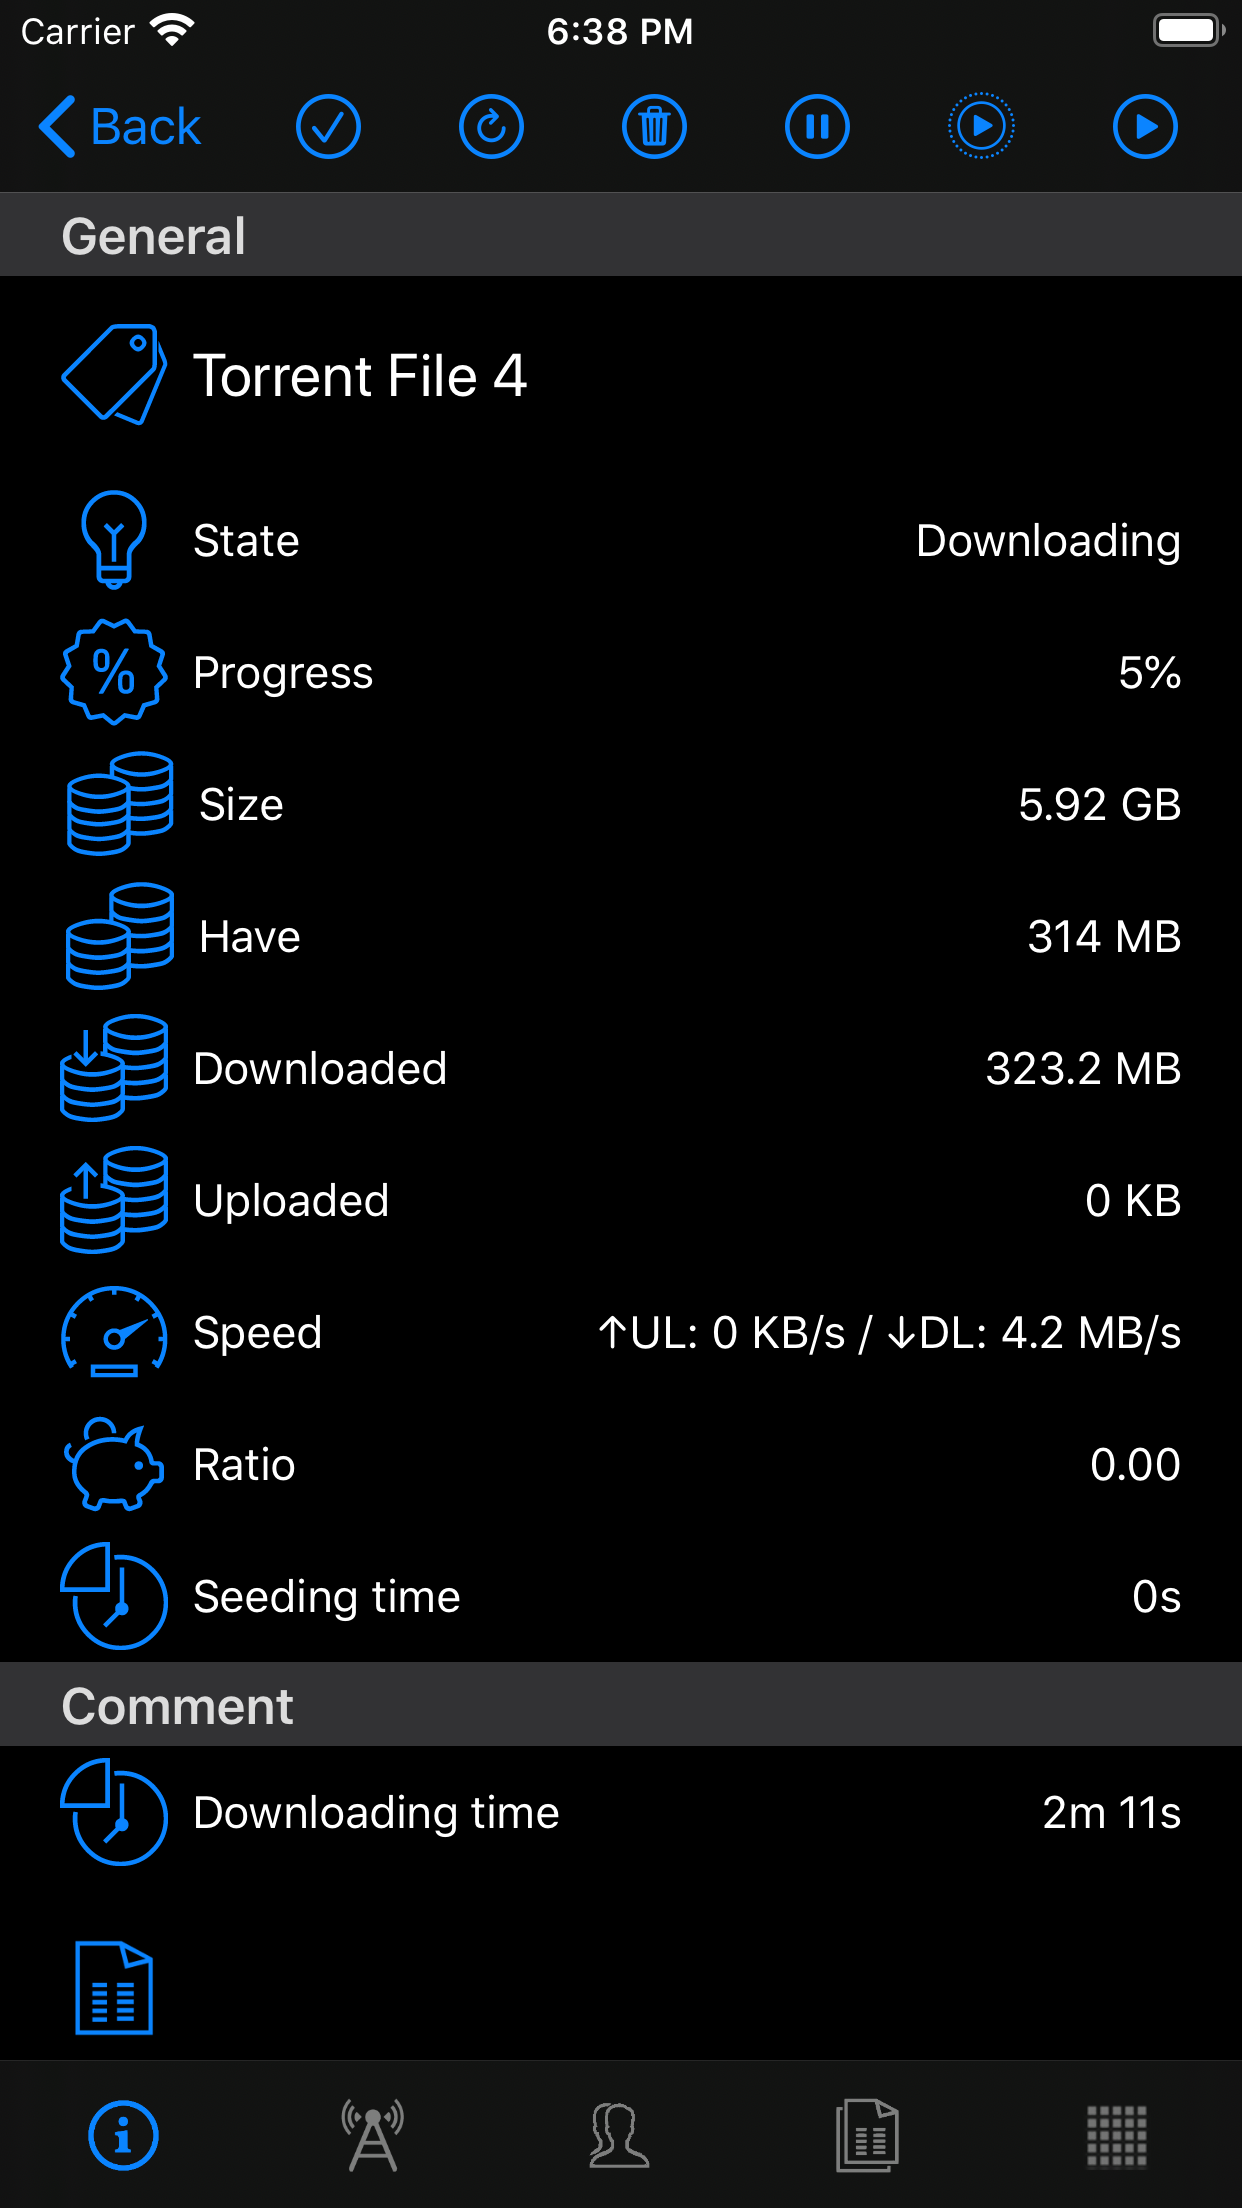 Carrier 6:38 PM
Back
General
Torrent File 4
State Downloading
% Progress 5%
Size 5.92 GB
Have 314 MB
Downloaded 323.2 MB
Uploaded 0 KB
Speed ↑UL: 0 KB/s / ↓DL: 4.2 MB/s
Ratio 0.00
Seeding time 0s
Comment
Downloading time 2m 11s